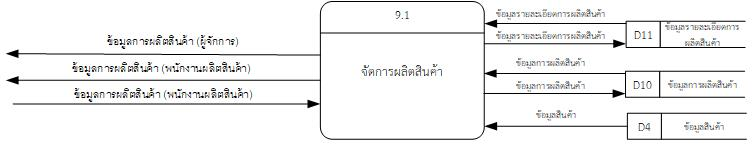 9.1
จัดการผลิตสินค้า
ข้อมูลการผลิตสินค้า (ผู้จัดการ)
ข้อมูลการผลิตสินค้า (พนักงานผลิตสินค้า)
ข้อมูลการผลิตสินค้า (พนักงานผลิตสินค้า)
ข้อมูลรายละเอียดการผลิตสินค้า
ข้อมูลรายละเอียดการผลิตสินค้า
D11
ข้อมูลรายละเอียดการ
ผลิตสินค้า
ข้อมูลการผลิตสินค้า
ข้อมูลการผลิตสินค้า
D10
ข้อมูลการผลิตสินค้า
ข้อมูลสินค้า
D4
ข้อมูลสินค้า